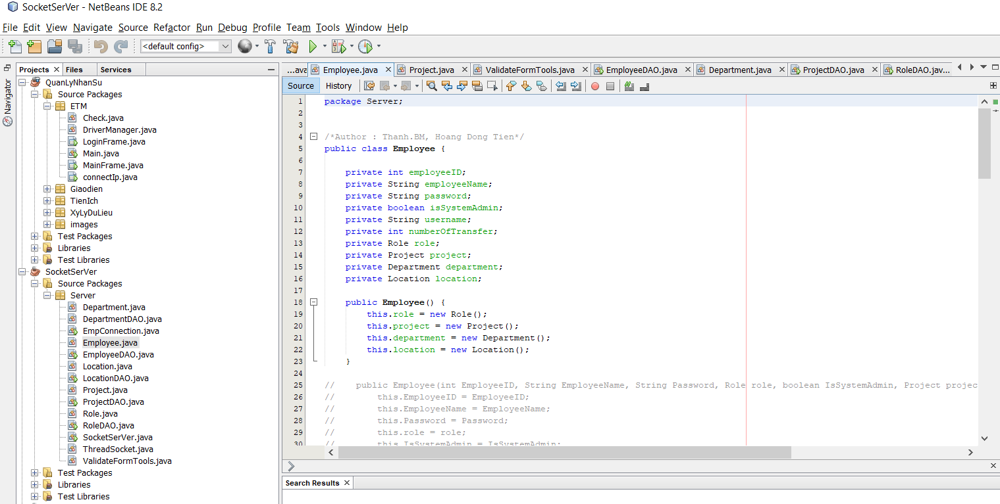 SocketSerVer - NetBeans IDE 8.2
File Edit View Navigate Source Refactor Run Debug Profile Team Tools Window Help
<default config>
Navigator
Projects Files Services
QuanLyNhanSu
Source Packages
ETM
Check.java
DriverManager.java
LoginFrame.java
Main.java
MainFrame.java
connectIp.java
Giaodien
TienIch
XyLyDuLieu
images
Test Packages
Libraries
Test Libraries
SocketSerVer
Source Packages
Server
Department.java
DepartmentDAO.java
EmpConnection.java
Employee.java
EmployeeDAO.java
Location.java
LocationDAO.java
Project.java
ProjectDAO.java
Role.java
RoleDAO.java
SocketSerVer.java
ThreadSocket.java
ValidateFormTools.java
Test Packages
Libraries
Test Libraries
...ava Employee.java Project.java ValidateFormTools.java EmployeeDAO.java Department.java ProjectDAO.java RoleDAO.jav...
Source History
1 package Server;
2
3
4 /*Author : Thanh.BM, Hoang Dong Tien*/
5 public class Employee {
6
7 private int employeeID;
8 private String employeeName;
9 private String password;
10 private boolean isSystemAdmin;
11 private String username;
12 private int numberOfTransfer;
13 private Role role;
14 private Project project;
15 private Department department;
16 private Location location;
17
18 public Employee() {
19 this.role = new Role();
20 this.project = new Project();
21 this.department = new Department();
22 this.location = new Location();
23 }
24
25 // public Employee(int EmployeeID, String EmployeeName, String Password, Role role, boolean IsSystemAdmin, Project projec
26 // this.EmployeeID = EmployeeID;
27 // this.EmployeeName = EmployeeName;
28 // this.Password = Password;
29 // this.role = role;
30 // this.IsSystemAdmin = IsSystemAdmin;
Search Results